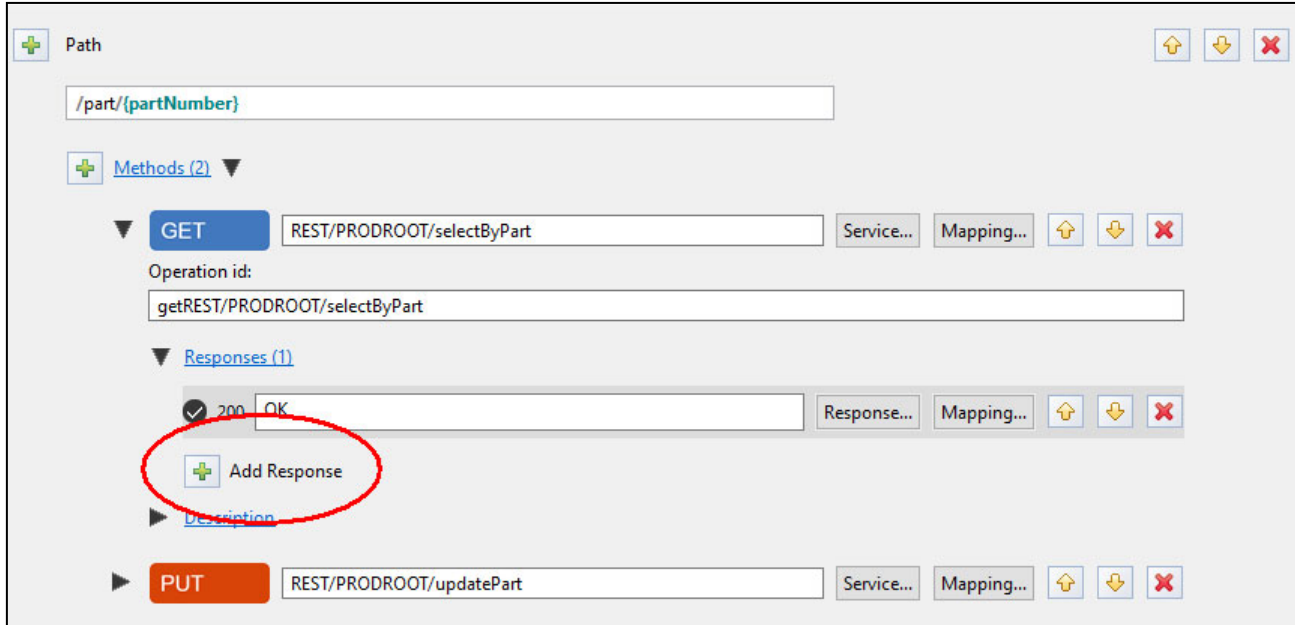 Path
/part/{partNumber}
Methods (2)
GET REST/PRODROOT/selectByPart Service... Mapping...
Operation id:
getREST/PRODROOT/selectByPart
Responses (1)
200 OK Response... Mapping...
Add Response
Description
PUT REST/PRODROOT/updatePart Service... Mapping...